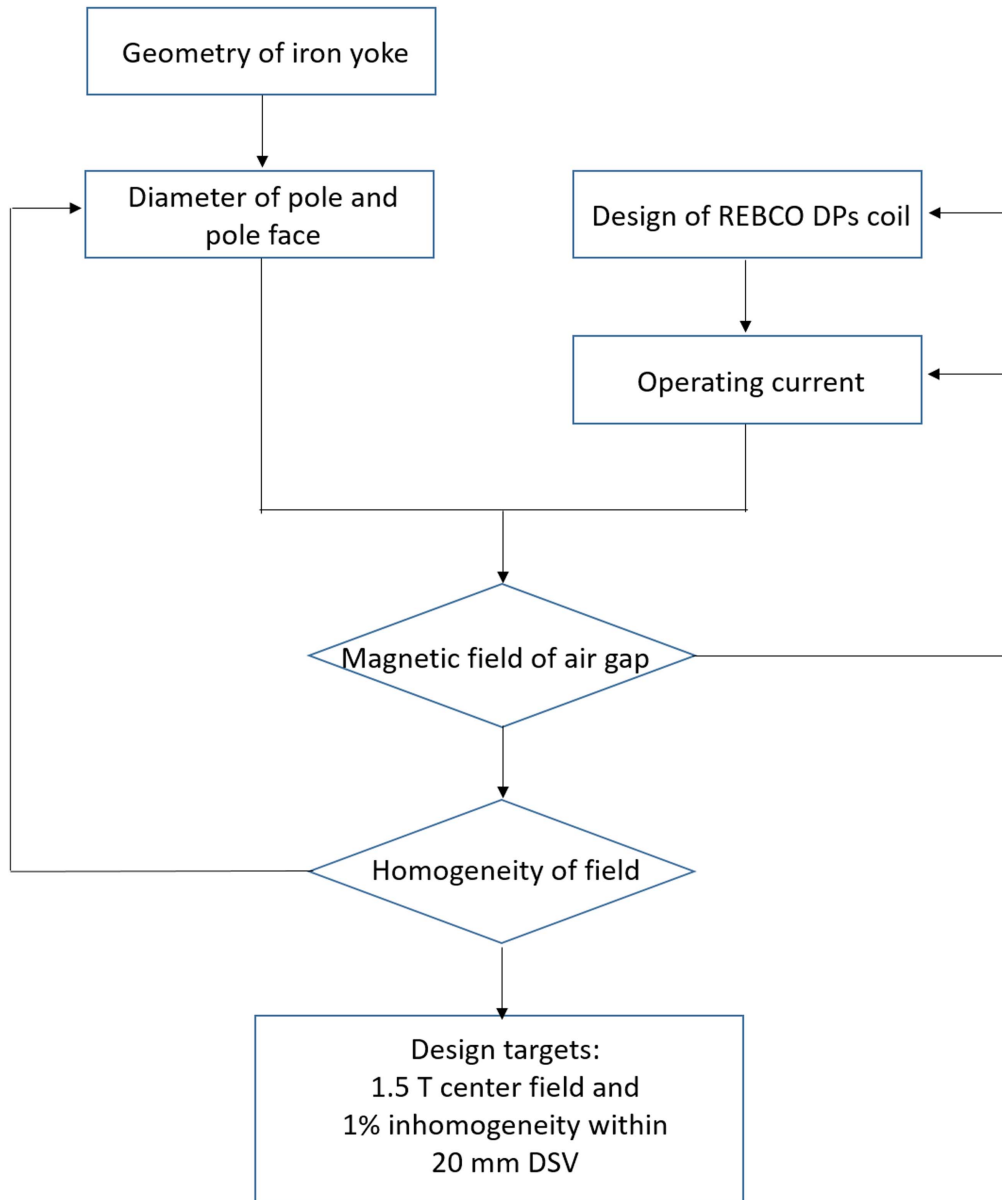 Geometry of iron yoke
Diameter of pole and
pole face
Design of REBCO DPs coil
Operating current
Magnetic field of air gap
Homogeneity of field
Design targets:
1.5 T center field and
1% inhomogeneity within
20 mm DSV